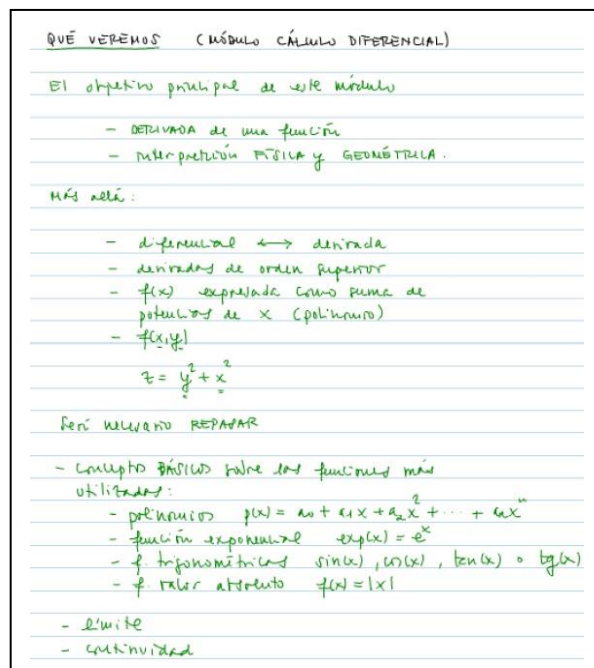 QUÉ VEREMOS (MÓDULO CÁLCULO DIFERENCIAL)
El objetivo principal de este módulo
- DERIVADA de una función
- interpretción FÍSICA y GEOMÉTRICA.
Más allá:
- diferencial ↔ derivada
- derivadas de orden superior
- f(x) expresada como suma de
potencias de x (polinomio)
- f(x,y)
z = y² + x²
Será necesario REPASAR
- conceptos BÁSICOS sobre las funciones más
utilizadas:
- polinomios p(x) = a₀ + a₁x + a₂x² + ... + aₙxⁿ
- función exponencial exp(x) = eˣ
- f. trigonométricas sin(x), cos(x), tan(x) o tg(x)
- f. valor absoluto f(x) = |x|
- límite
- continuidad